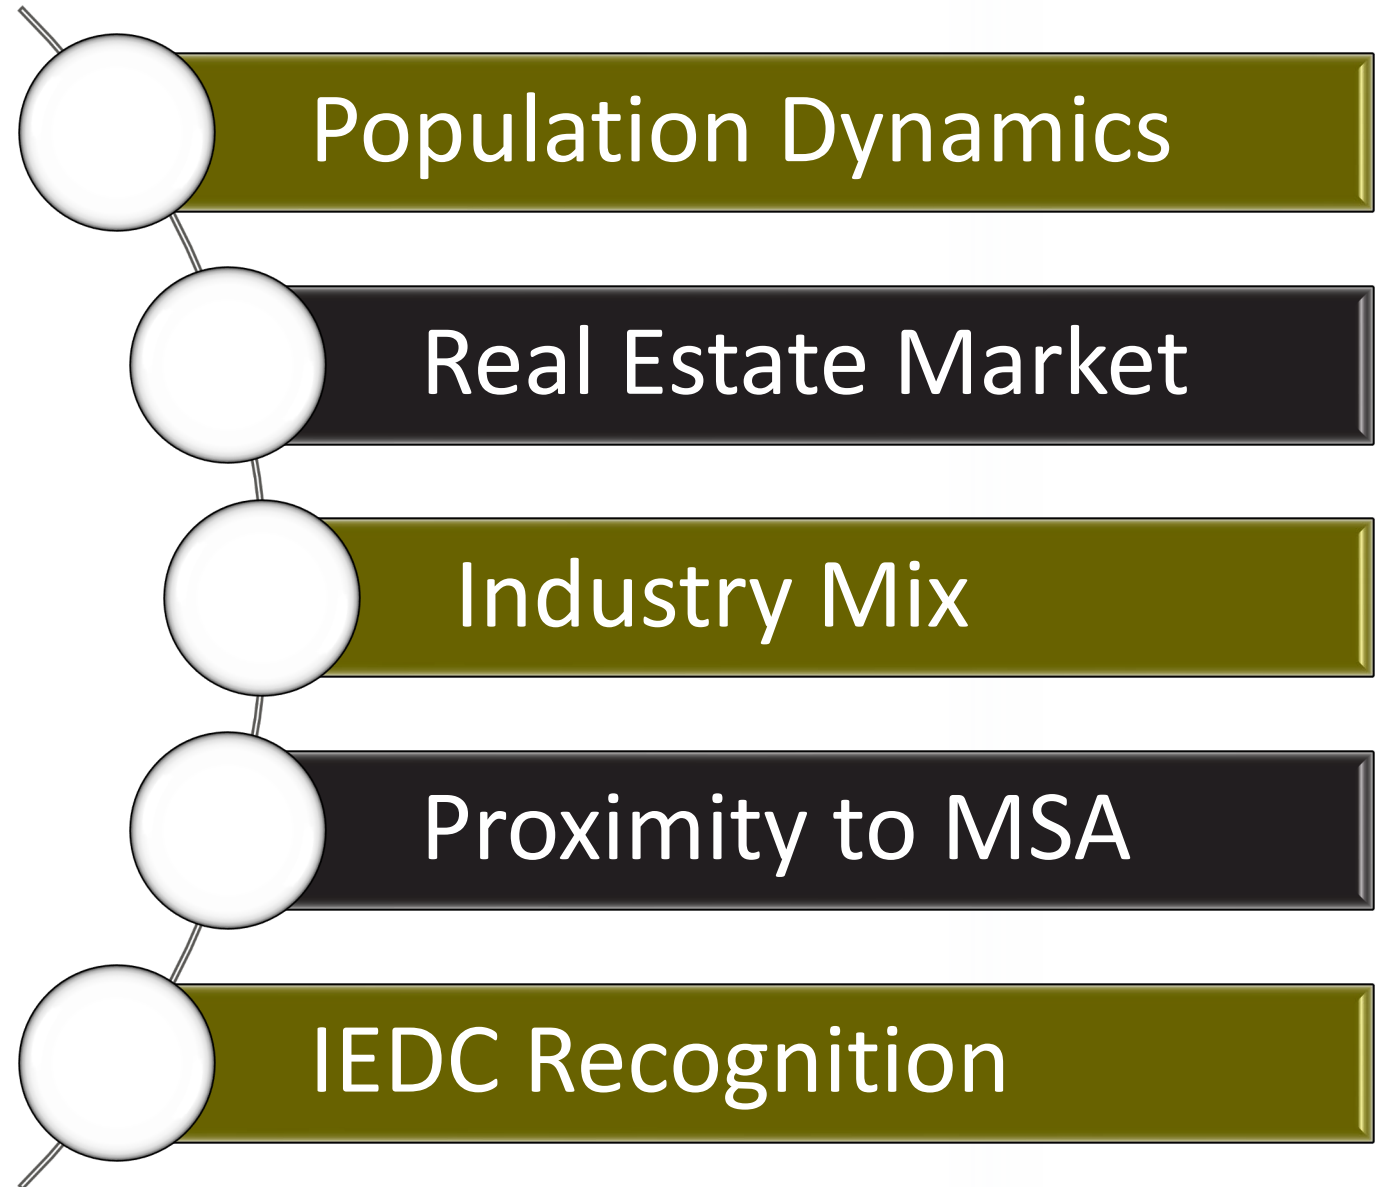 Population Dynamics
Real Estate Market
Industry Mix
Proximity to MSA
IEDC Recognition